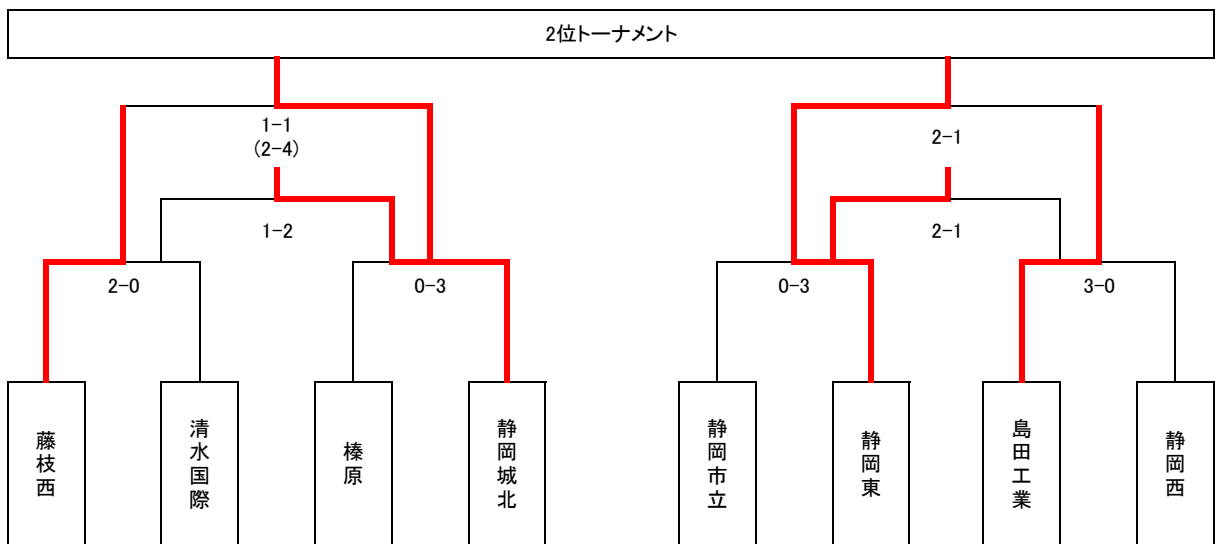 2位トーナメント
1-1
(2-4)
2-1
1-2
2-1
2-0
0-3
0-3
3-0
藤枝西
清水国際
榛原
静岡城北
静岡市立
静岡東
島田工業
静岡西